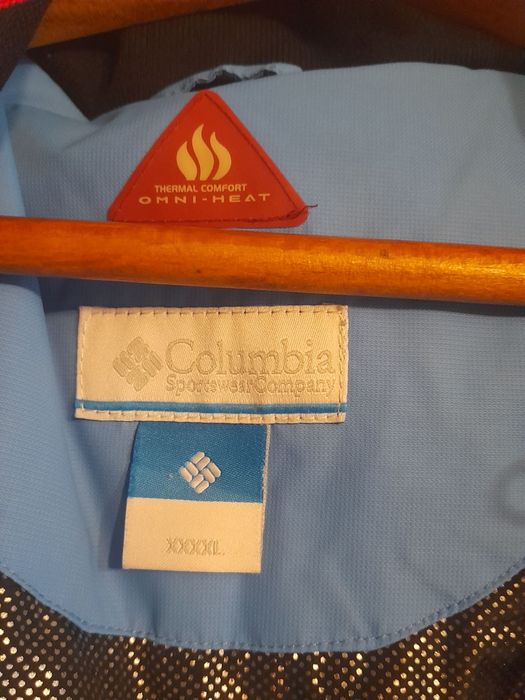 THERMAL COMFORT
OMNI-HEAT
Columbia
Sportswear Company
XXXXL